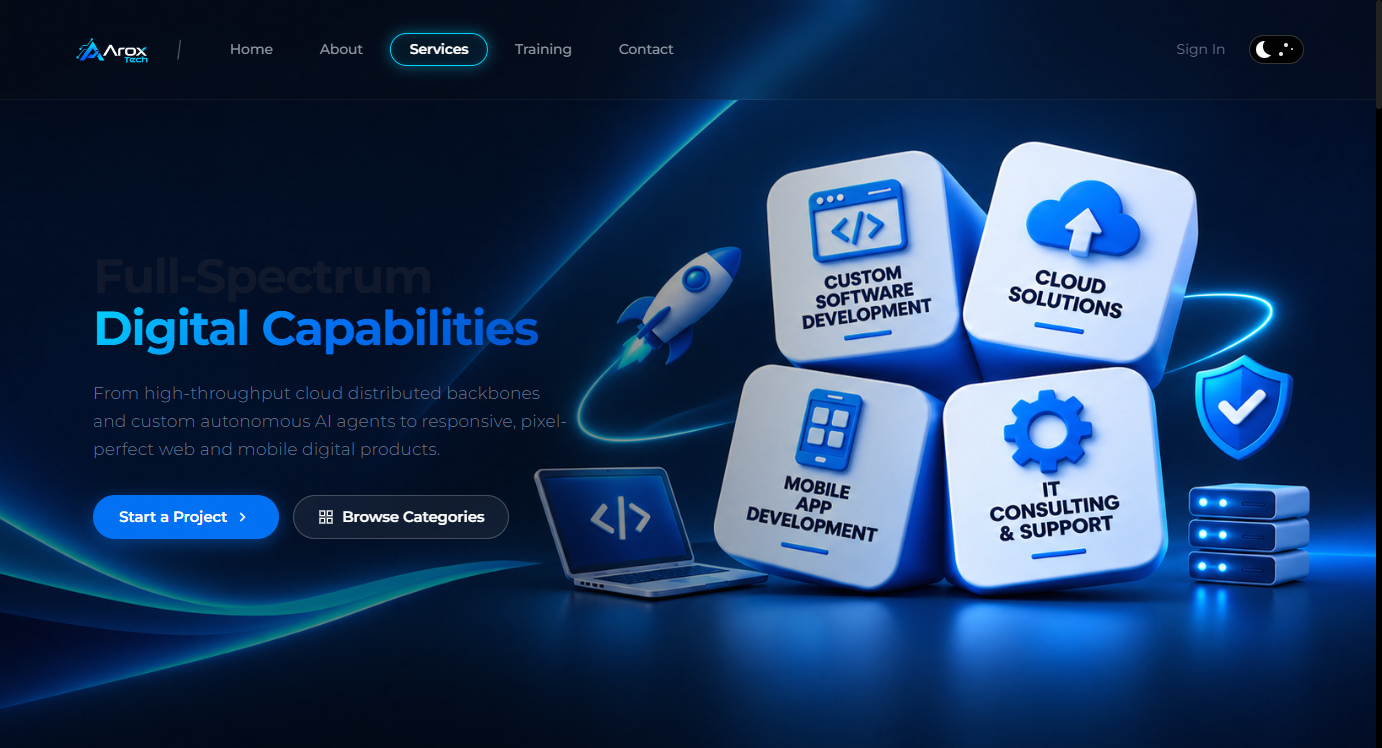 Arox
Tech
Home
About
Services
Training
Contact
Sign In
Full-Spectrum
Digital Capabilities
From high-throughput cloud distributed backbones
and custom autonomous AI agents to responsive, pixel-
perfect web and mobile digital products.
Start a Project
Browse Categories
CUSTOM
SOFTWARE
DEVELOPMENT
CLOUD
SOLUTIONS
MOBILE
APP
DEVELOPMENT
IT
CONSULTING
& SUPPORT